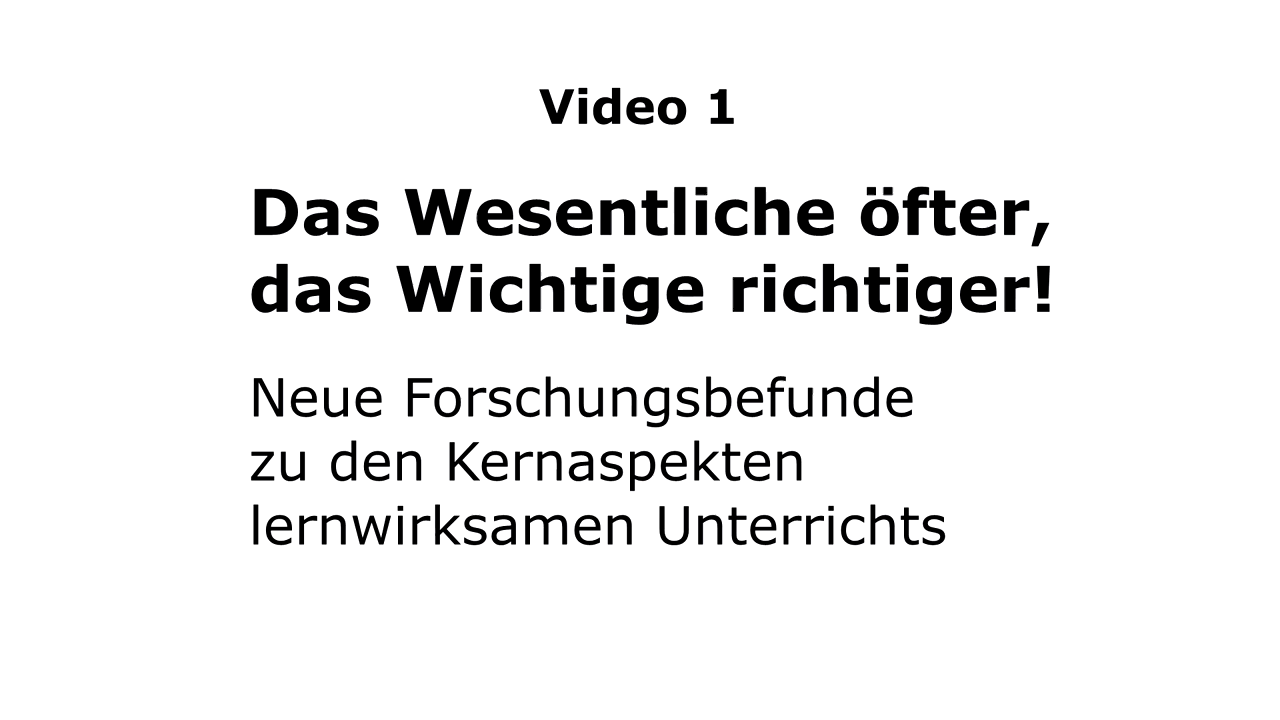 Video 1
Das Wesentliche öfter,
das Wichtige richtiger!
Neue Forschungsbefunde
zu den Kernaspekten
lernwirksamen Unterrichts